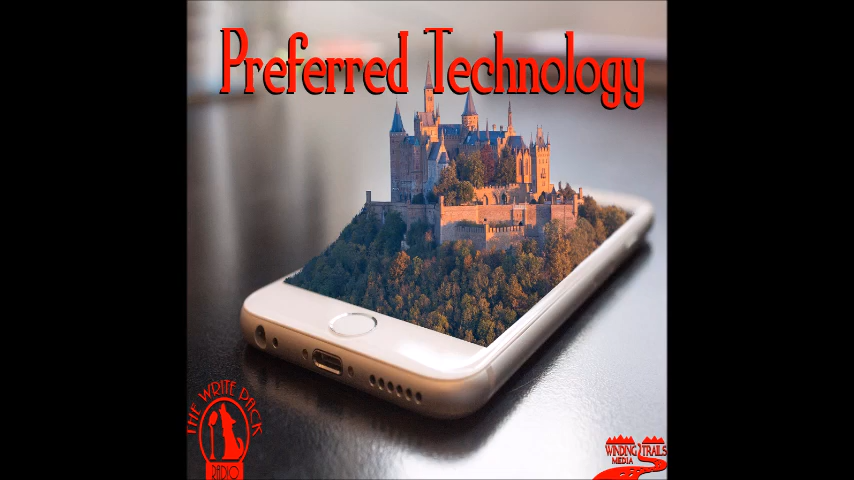 Preferred Technology
THE WRITE PACK
RADIO
WINDING TRAILS
MEDIA